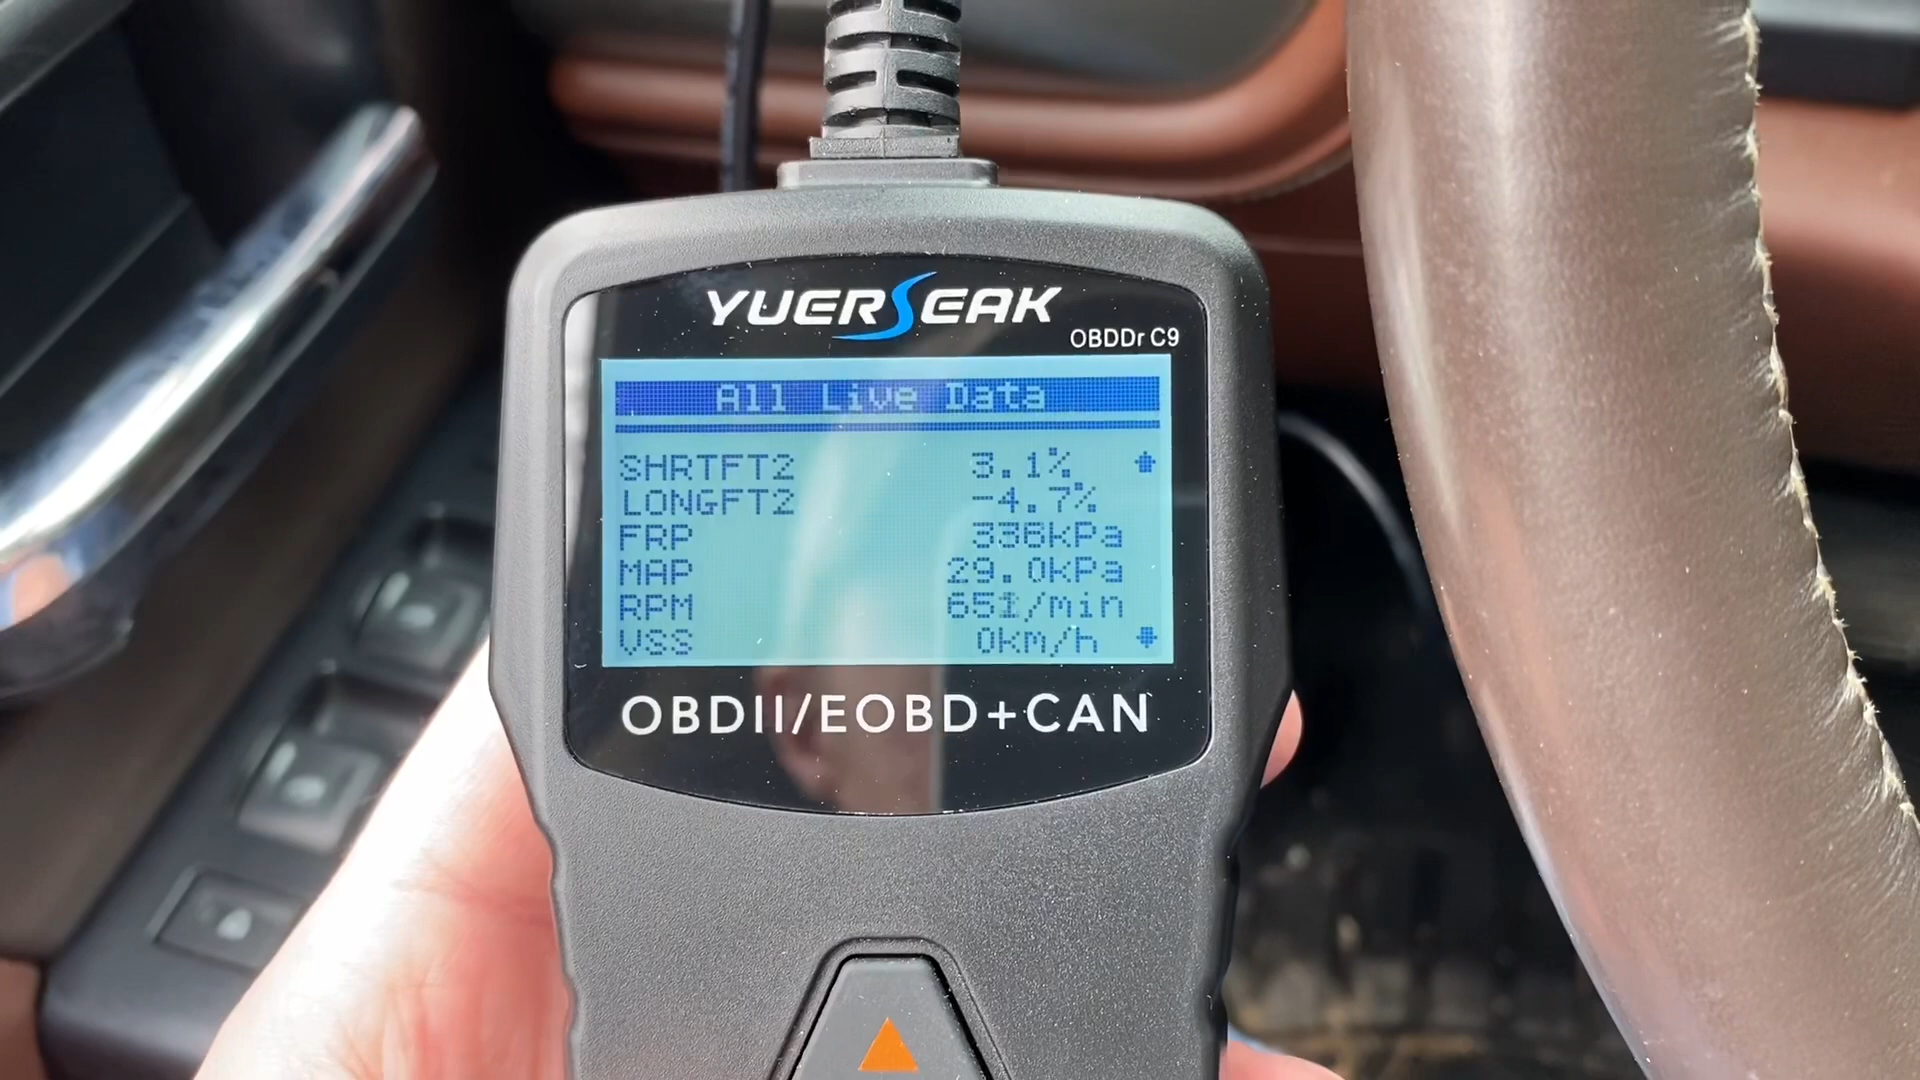 YUERSEAK
OBDDr C9
All Live Data
SHRTFT2 3.1%
LONGFT2 -4.7%
FRP 336kPa
MAP 29.0kPa
RPM /min
VSS 0km/h
OBDII/EOBD+CAN